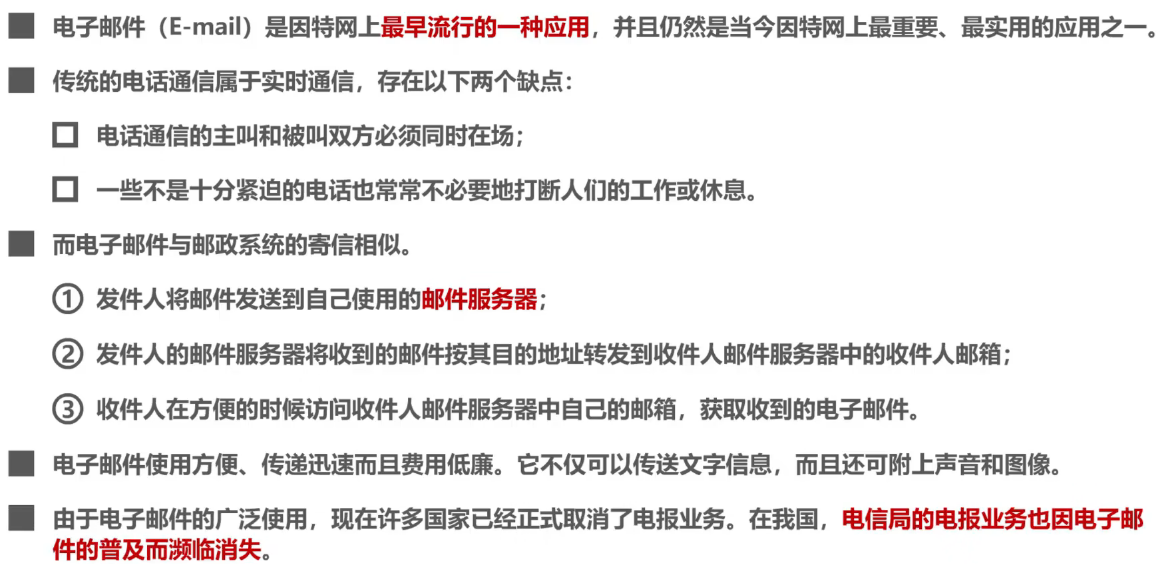 电子邮件（E-mail）是因特网上最早流行的一种应用，并且仍然是当今因特网上最重要、最实用的应用之一。
传统的电话通信属于实时通信，存在以下两个缺点：
电话通信的主叫和被叫双方必须同时在场；
一些不是十分紧迫的电话也常常不必要地打断人们的工作或休息。
而电子邮件与邮政系统的寄信相似。
① 发件人将邮件发送到自己使用的邮件服务器；
② 发件人的邮件服务器将收到的邮件按其目的地址转发到收件人邮件服务器中的收件人邮箱；
③ 收件人在方便的时候访问收件人邮件服务器中自己的邮箱，获取收到的电子邮件。
电子邮件使用方便、传递迅速而且费用低廉。它不仅可以传送文字信息，而且还可附上声音和图像。
由于电子邮件的广泛使用，现在许多国家已经正式取消了电报业务。在我国，电信局的电报业务也因电子邮
件的普及而濒临消失。